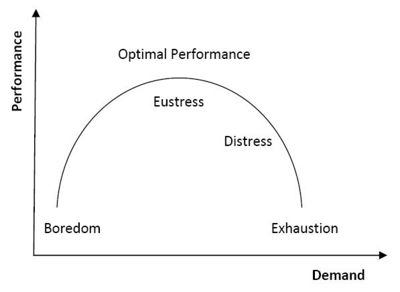 Performance
Optimal Performance
Eustress
Distress
Boredom
Exhaustion
Demand